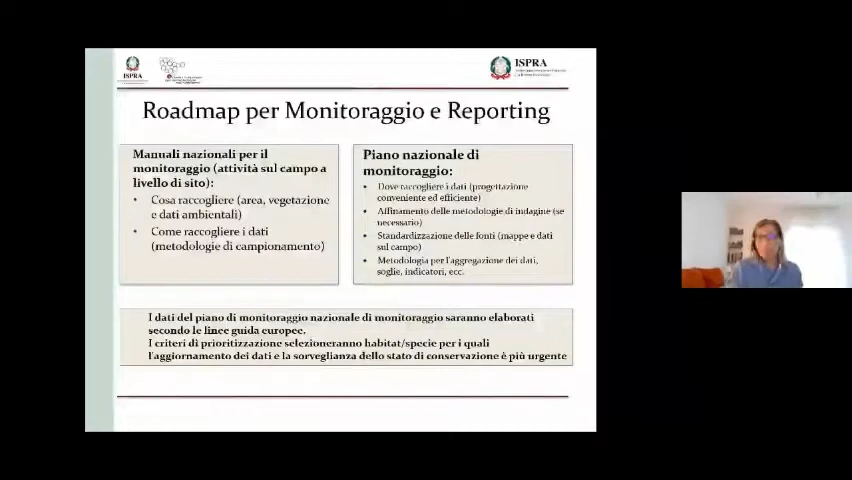 ISPRA
ISPRA
Roadmap per Monitoraggio e Reporting
Manuali nazionali per il
monitoraggio (attività sul campo a
livello di sito):
• Cosa raccogliere (area, vegetazione
e dati ambientali)
• Come raccogliere i dati
(metodologie di campionamento)
Piano nazionale di
monitoraggio:
• Dove raccogliere i dati (progettazione
conveniente ed efficiente)
• Affinamento delle metodologie di indagine (se
necessario)
• Standardizzazione delle fonti (mappe e dati
sul campo)
• Metodologia per l'aggregazione dei dati,
soglie, indicatori, ecc.
I dati del piano di monitoraggio nazionale di monitoraggio saranno elaborati
secondo le linee guida europee.
I criteri di prioritizzazione selezioneranno habitat/specie per i quali
l'aggiornamento dei dati e la sorveglianza dello stato di conservazione è più urgente